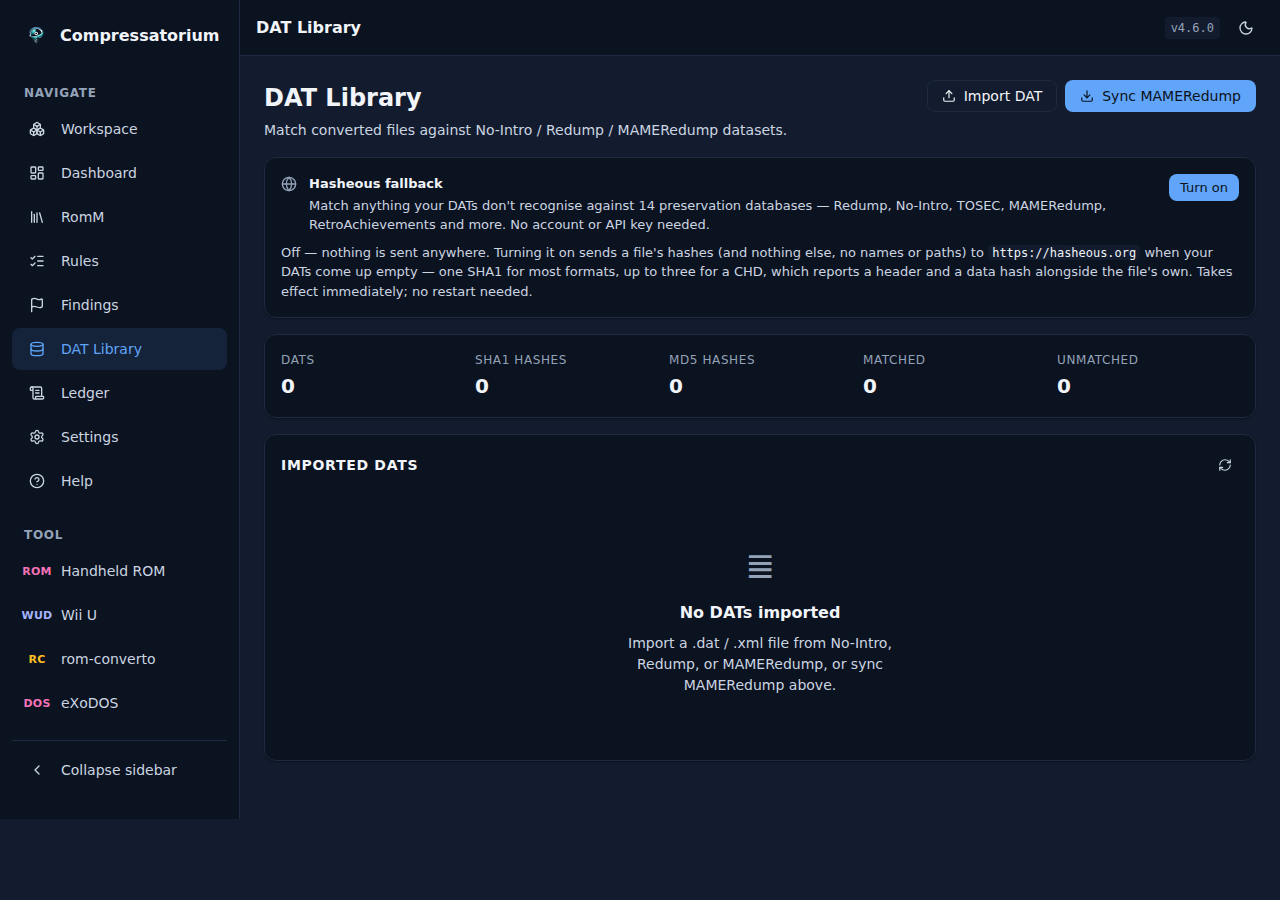 Compressatorium
DAT Library
v4.6.0
NAVIGATE
Workspace
Dashboard
RomM
Rules
Findings
DAT Library
Ledger
Settings
Help
TOOL
ROM Handheld ROM
WUD Wii U
RC rom-converto
DOS eXoDOS
Collapse sidebar
DAT Library
Import DAT
Sync MAMERedump
Match converted files against No-Intro / Redump / MAMERedump datasets.
Hasheous fallback
Turn on
Match anything your DATs don't recognise against 14 preservation databases — Redump, No-Intro, TOSEC, MAMERedump,
RetroAchievements and more. No account or API key needed.
Off — nothing is sent anywhere. Turning it on sends a file's hashes (and nothing else, no names or paths) to https://hasheous.org when your
DATs come up empty — one SHA1 for most formats, up to three for a CHD, which reports a header and a data hash alongside the file's own. Takes
effect immediately; no restart needed.
DATS SHA1 HASHES MD5 HASHES MATCHED UNMATCHED
0 0 0 0 0
IMPORTED DATS
No DATs imported
Import a .dat / .xml file from No-Intro,
Redump, or MAMERedump, or sync
MAMERedump above.